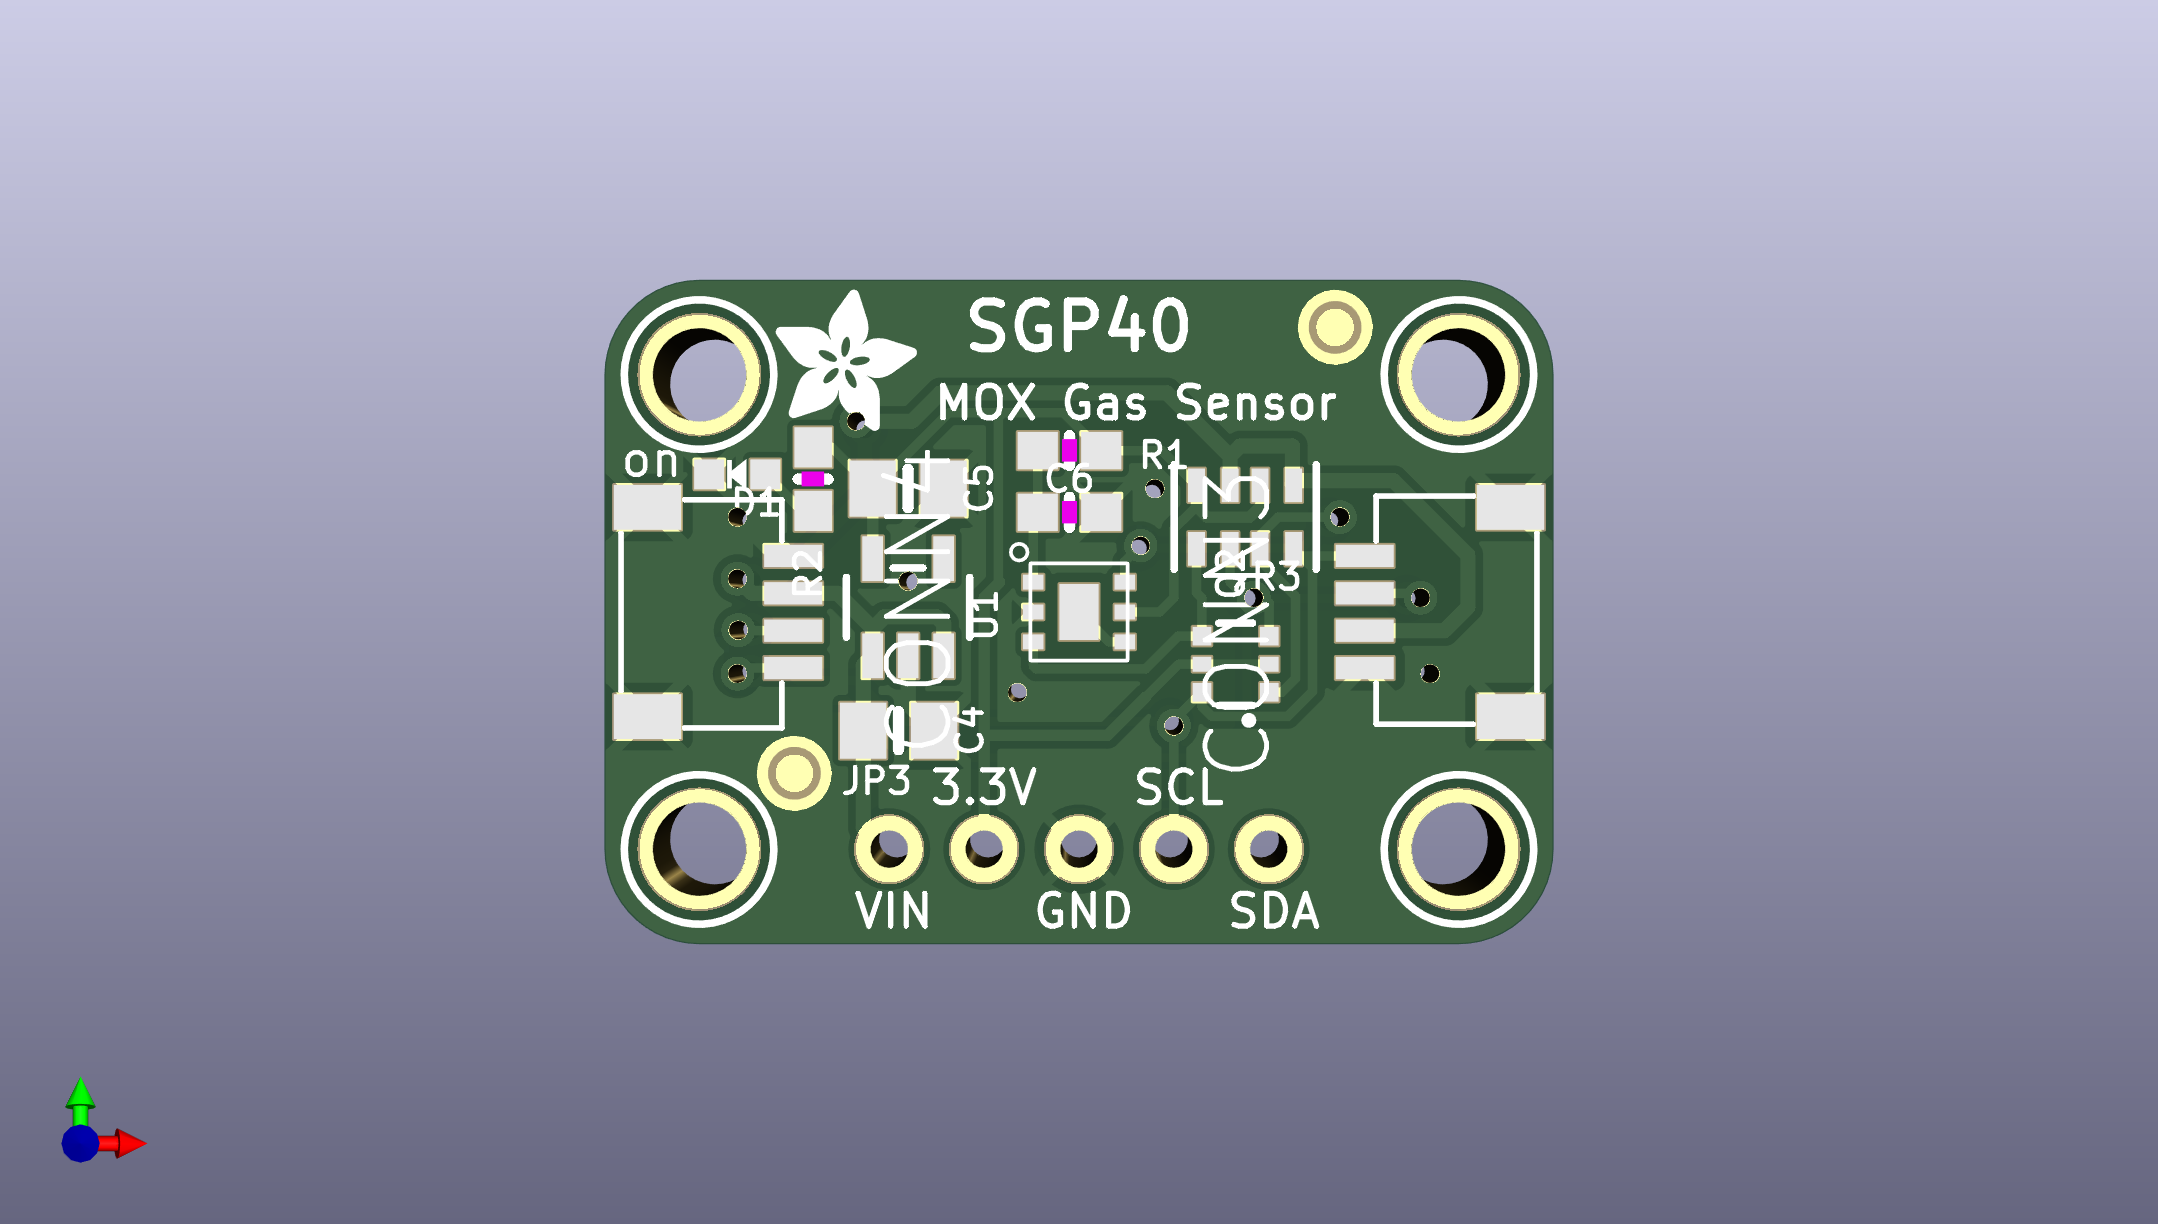 SGP40
MOX Gas Sensor
on
D1
R2
C5
C6
R1
CONN4
CONN3
U1
R3
C4
JP3
3.3V
SCL
VIN
GND
SDA